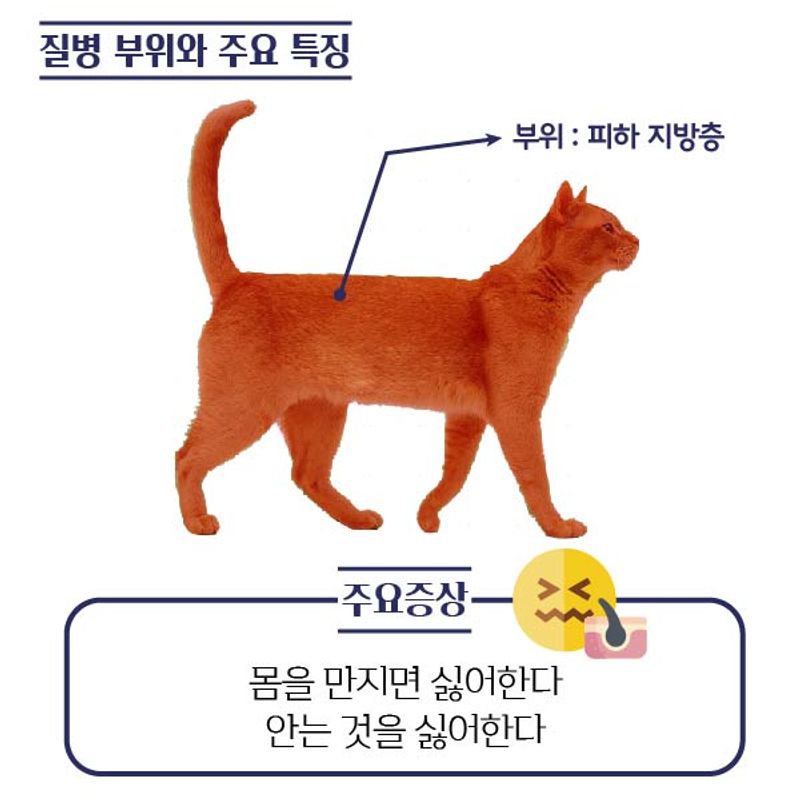 질병 부위와 주요 특징
부위 : 피하 지방층
주요증상
몸을 만지면 싫어한다
안는 것을 싫어한다